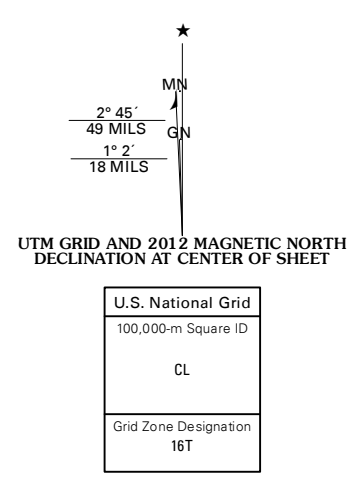 ★
MN
2° 45´
49 MILS
GN
1° 2´
18 MILS
UTM GRID AND 2012 MAGNETIC NORTH
DECLINATION AT CENTER OF SHEET
U.S. National Grid
100,000-m Square ID
CL
Grid Zone Designation
16T